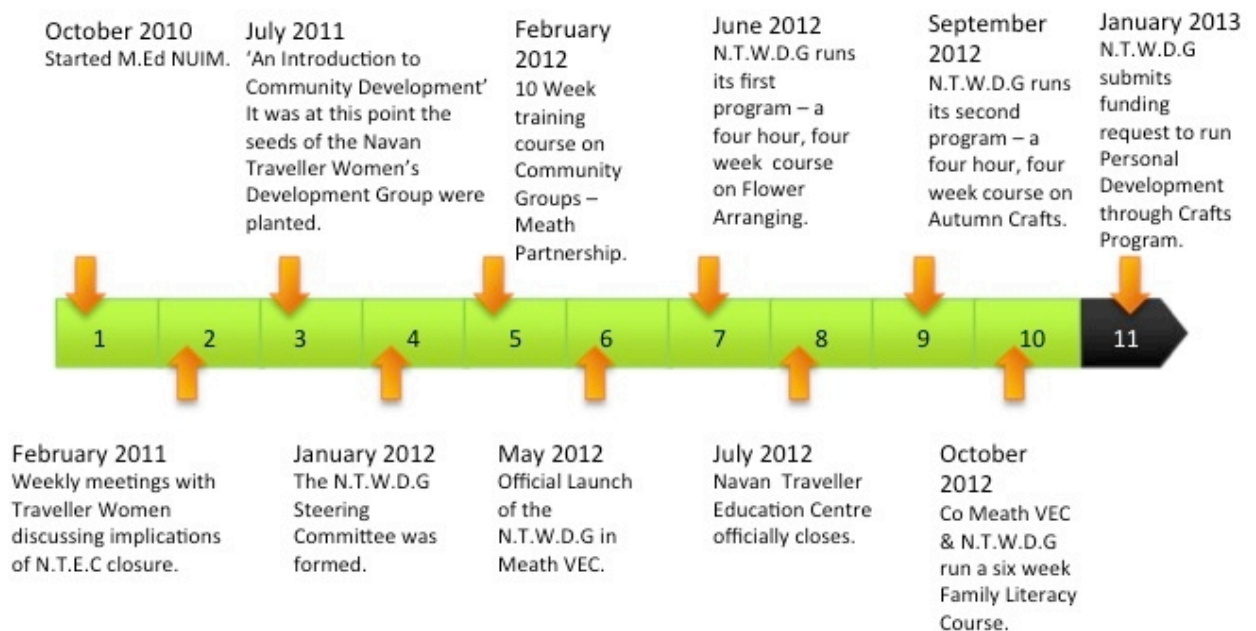 October 2010
Started M.Ed NUIM.
July 2011
‘An Introduction to
Community Development’
It was at this point the
seeds of the Navan
Traveller Women’s
Development Group were
planted.
February
2012
10 Week
training
course on
Community
Groups –
Meath
Partnership.
June 2012
N.T.W.D.G runs
its first
program – a
four hour, four
week course
on Flower
Arranging.
September
2012
N.T.W.D.G runs
its second
program – a
four hour, four
week course on
Autumn Crafts.
January 2013
N.T.W.D.G
submits
funding
request to run
Personal
Development
through Crafts
Program.
1
2
3
4
5
6
7
8
9
10
11
February 2011
Weekly meetings with
Traveller Women
discussing implications
of N.T.E.C closure.
January 2012
The N.T.W.D.G
Steering
Committee was
formed.
May 2012
Official Launch
of the
N.T.W.D.G in
Meath VEC.
July 2012
Navan Traveller
Education Centre
officially closes.
October
2012
Co Meath VEC
& N.T.W.D.G
run a six week
Family Literacy
Course.